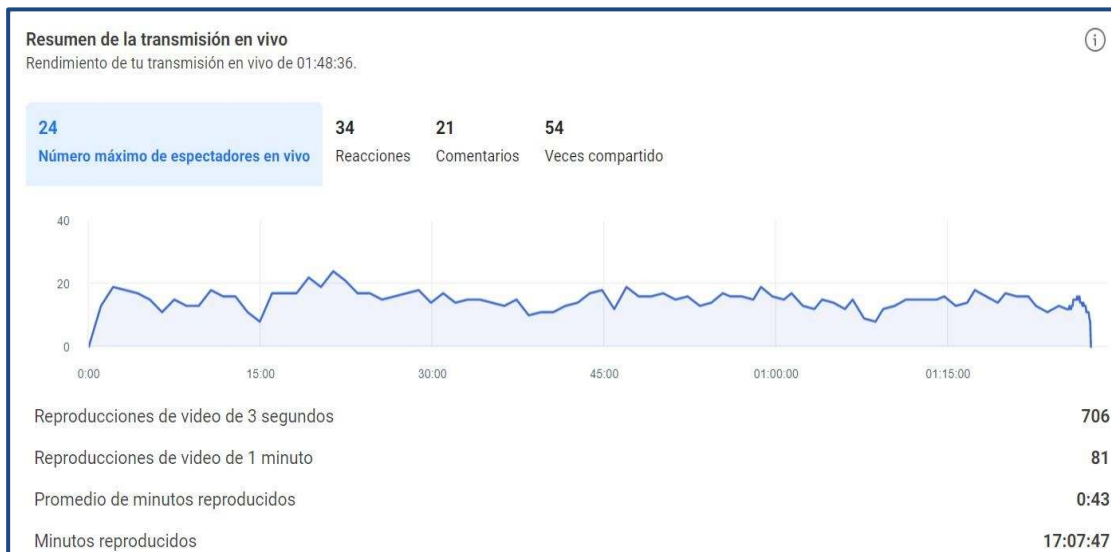 Resumen de la transmisión en vivo
Rendimiento de tu transmisión en vivo de 01:48:36.
24 34 21 54
Número máximo de espectadores en vivo Reacciones Comentarios Veces compartido
40
20
0
0:00 15:00 30:00 45:00 01:00:00 01:15:00
Reproducciones de video de 3 segundos 706
Reproducciones de video de 1 minuto 81
Promedio de minutos reproducidos 0:43
Minutos reproducidos 17:07:47